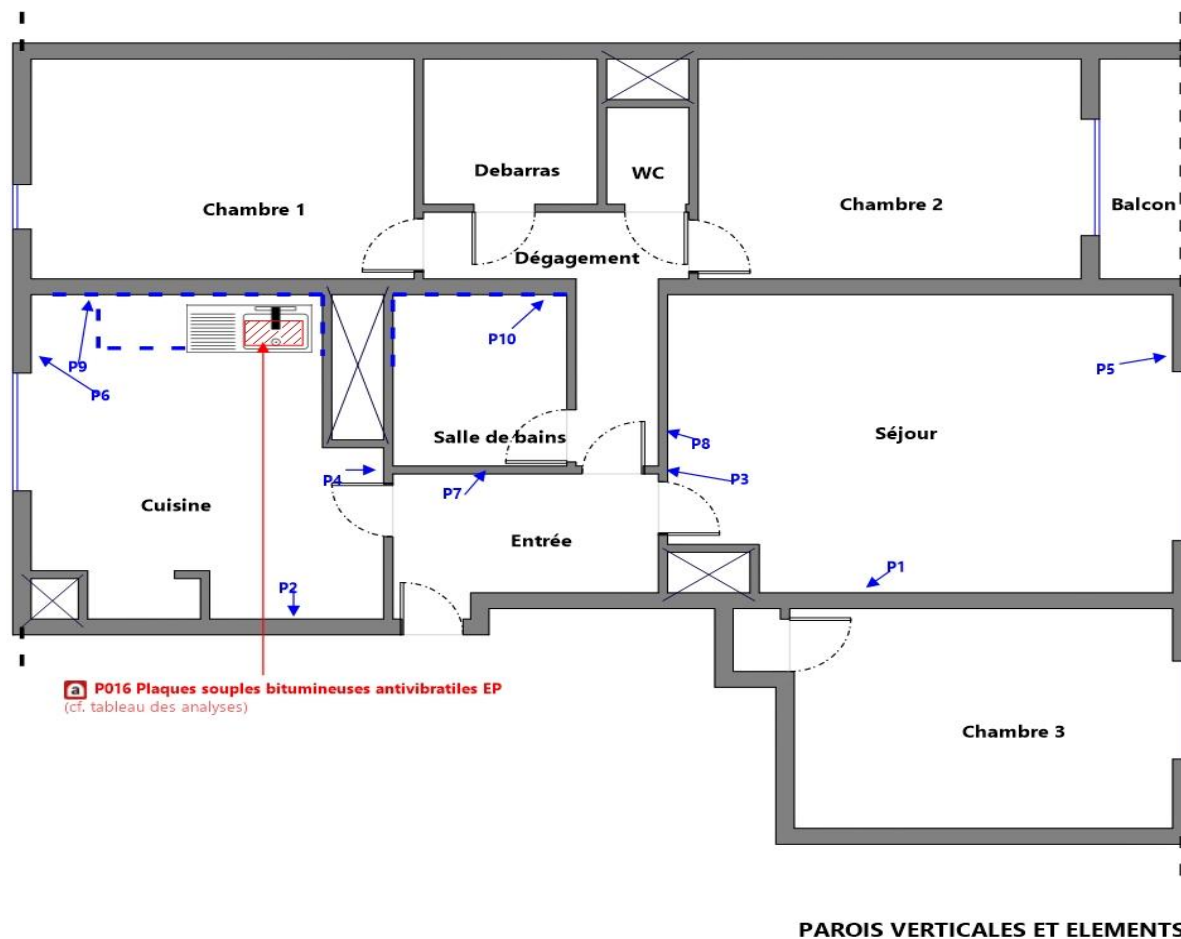 Debarras
WC
Chambre 1
Chambre 2
Balcon
Dégagement
P10
P9
P6
P5
Salle de bains
Séjour
P8
P4
P7
P3
Cuisine
Entrée
P2
P1
a P016 Plaques souples bitumineuses antivibratiles EP
(cf. tableau des analyses)
Chambre 3
PAROIS VERTICALES ET ELEMENTS